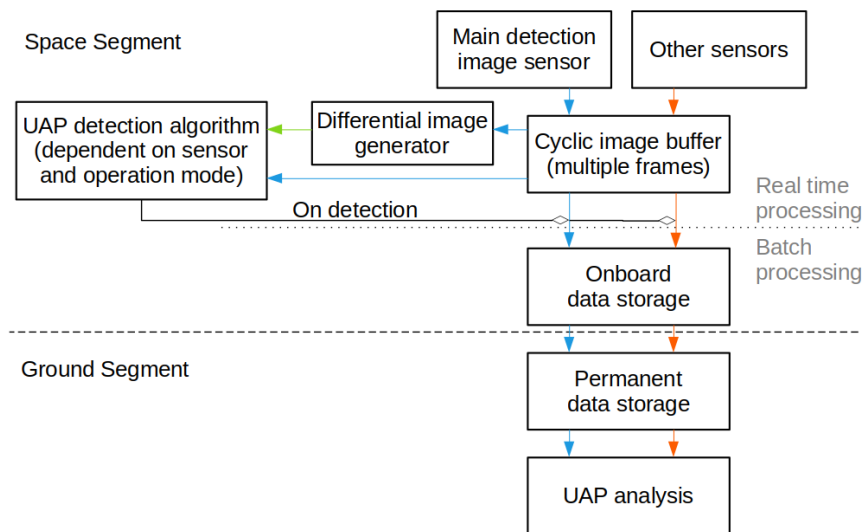 Space Segment
Main detection
image sensor
Other sensors
UAP detection algorithm
(dependent on sensor
and operation mode)
Differential image
generator
Cyclic image buffer
(multiple frames)
On detection
Real time
processing
Batch
processing
Onboard
data storage
Ground Segment
Permanent
data storage
UAP analysis